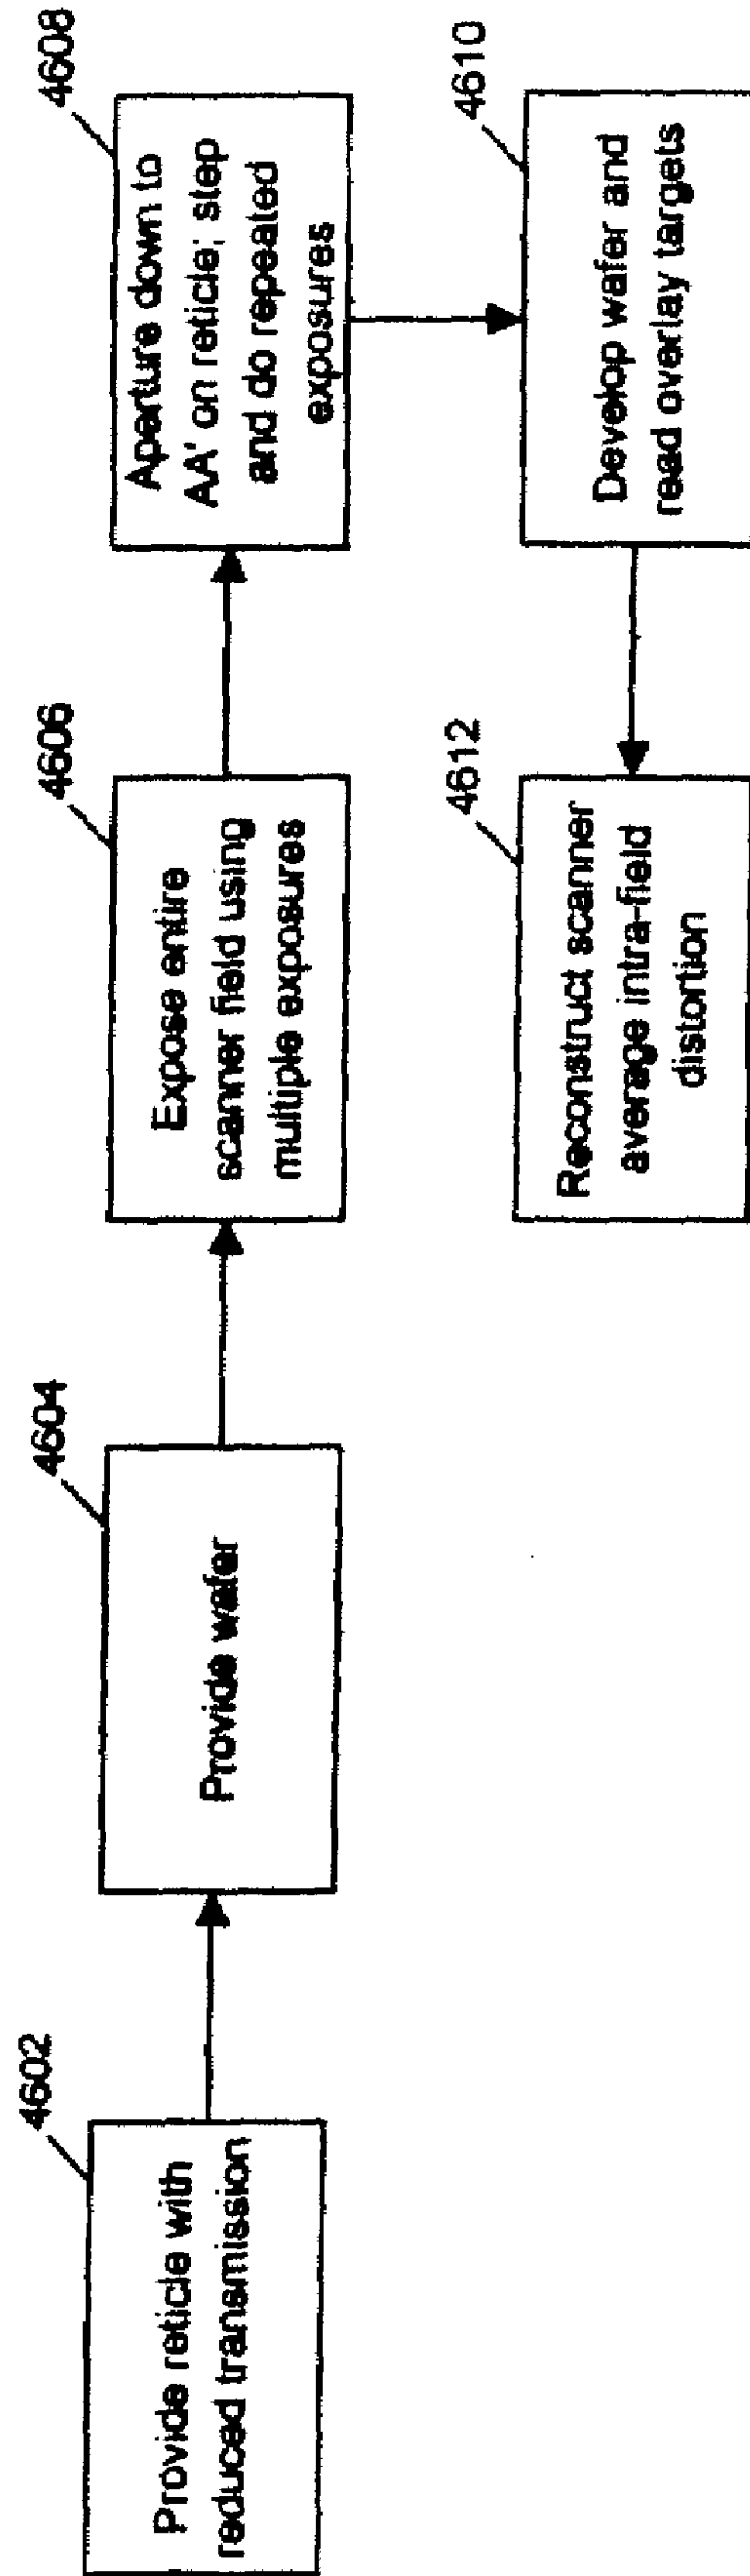 4602
Provide reticle with
reduced transmission
4604
Provide wafer
4606
Expose entire
scanner field using
multiple exposures
4608
Aperture down to
AA' on reticle; step
and do repeated
exposures
4610
Develop wafer and
read overlay targets
4612
Reconstruct scanner
average intra-field
distortion